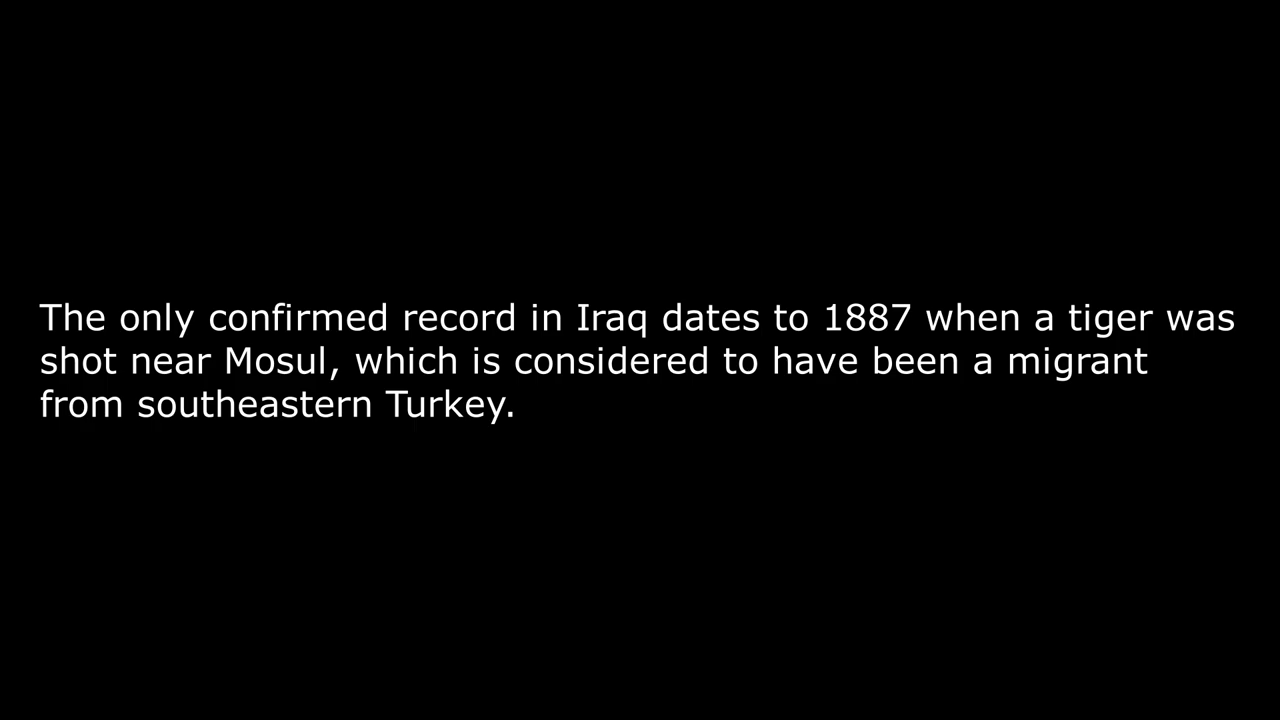 The only confirmed record in Iraq dates to 1887 when a tiger was
shot near Mosul, which is considered to have been a migrant
from southeastern Turkey.